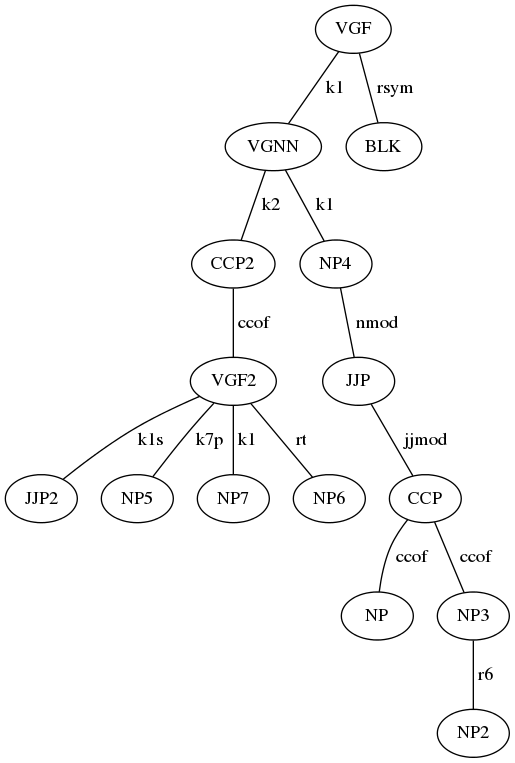 VGF
k1 rsym
VGNN BLK
k2 k1
CCP2 NP4
ccof nmod
VGF2 JJP
k1s k7p k1 rt jjmod
JJP2 NP5 NP7 NP6 CCP
ccof ccof
NP NP3
r6
NP2